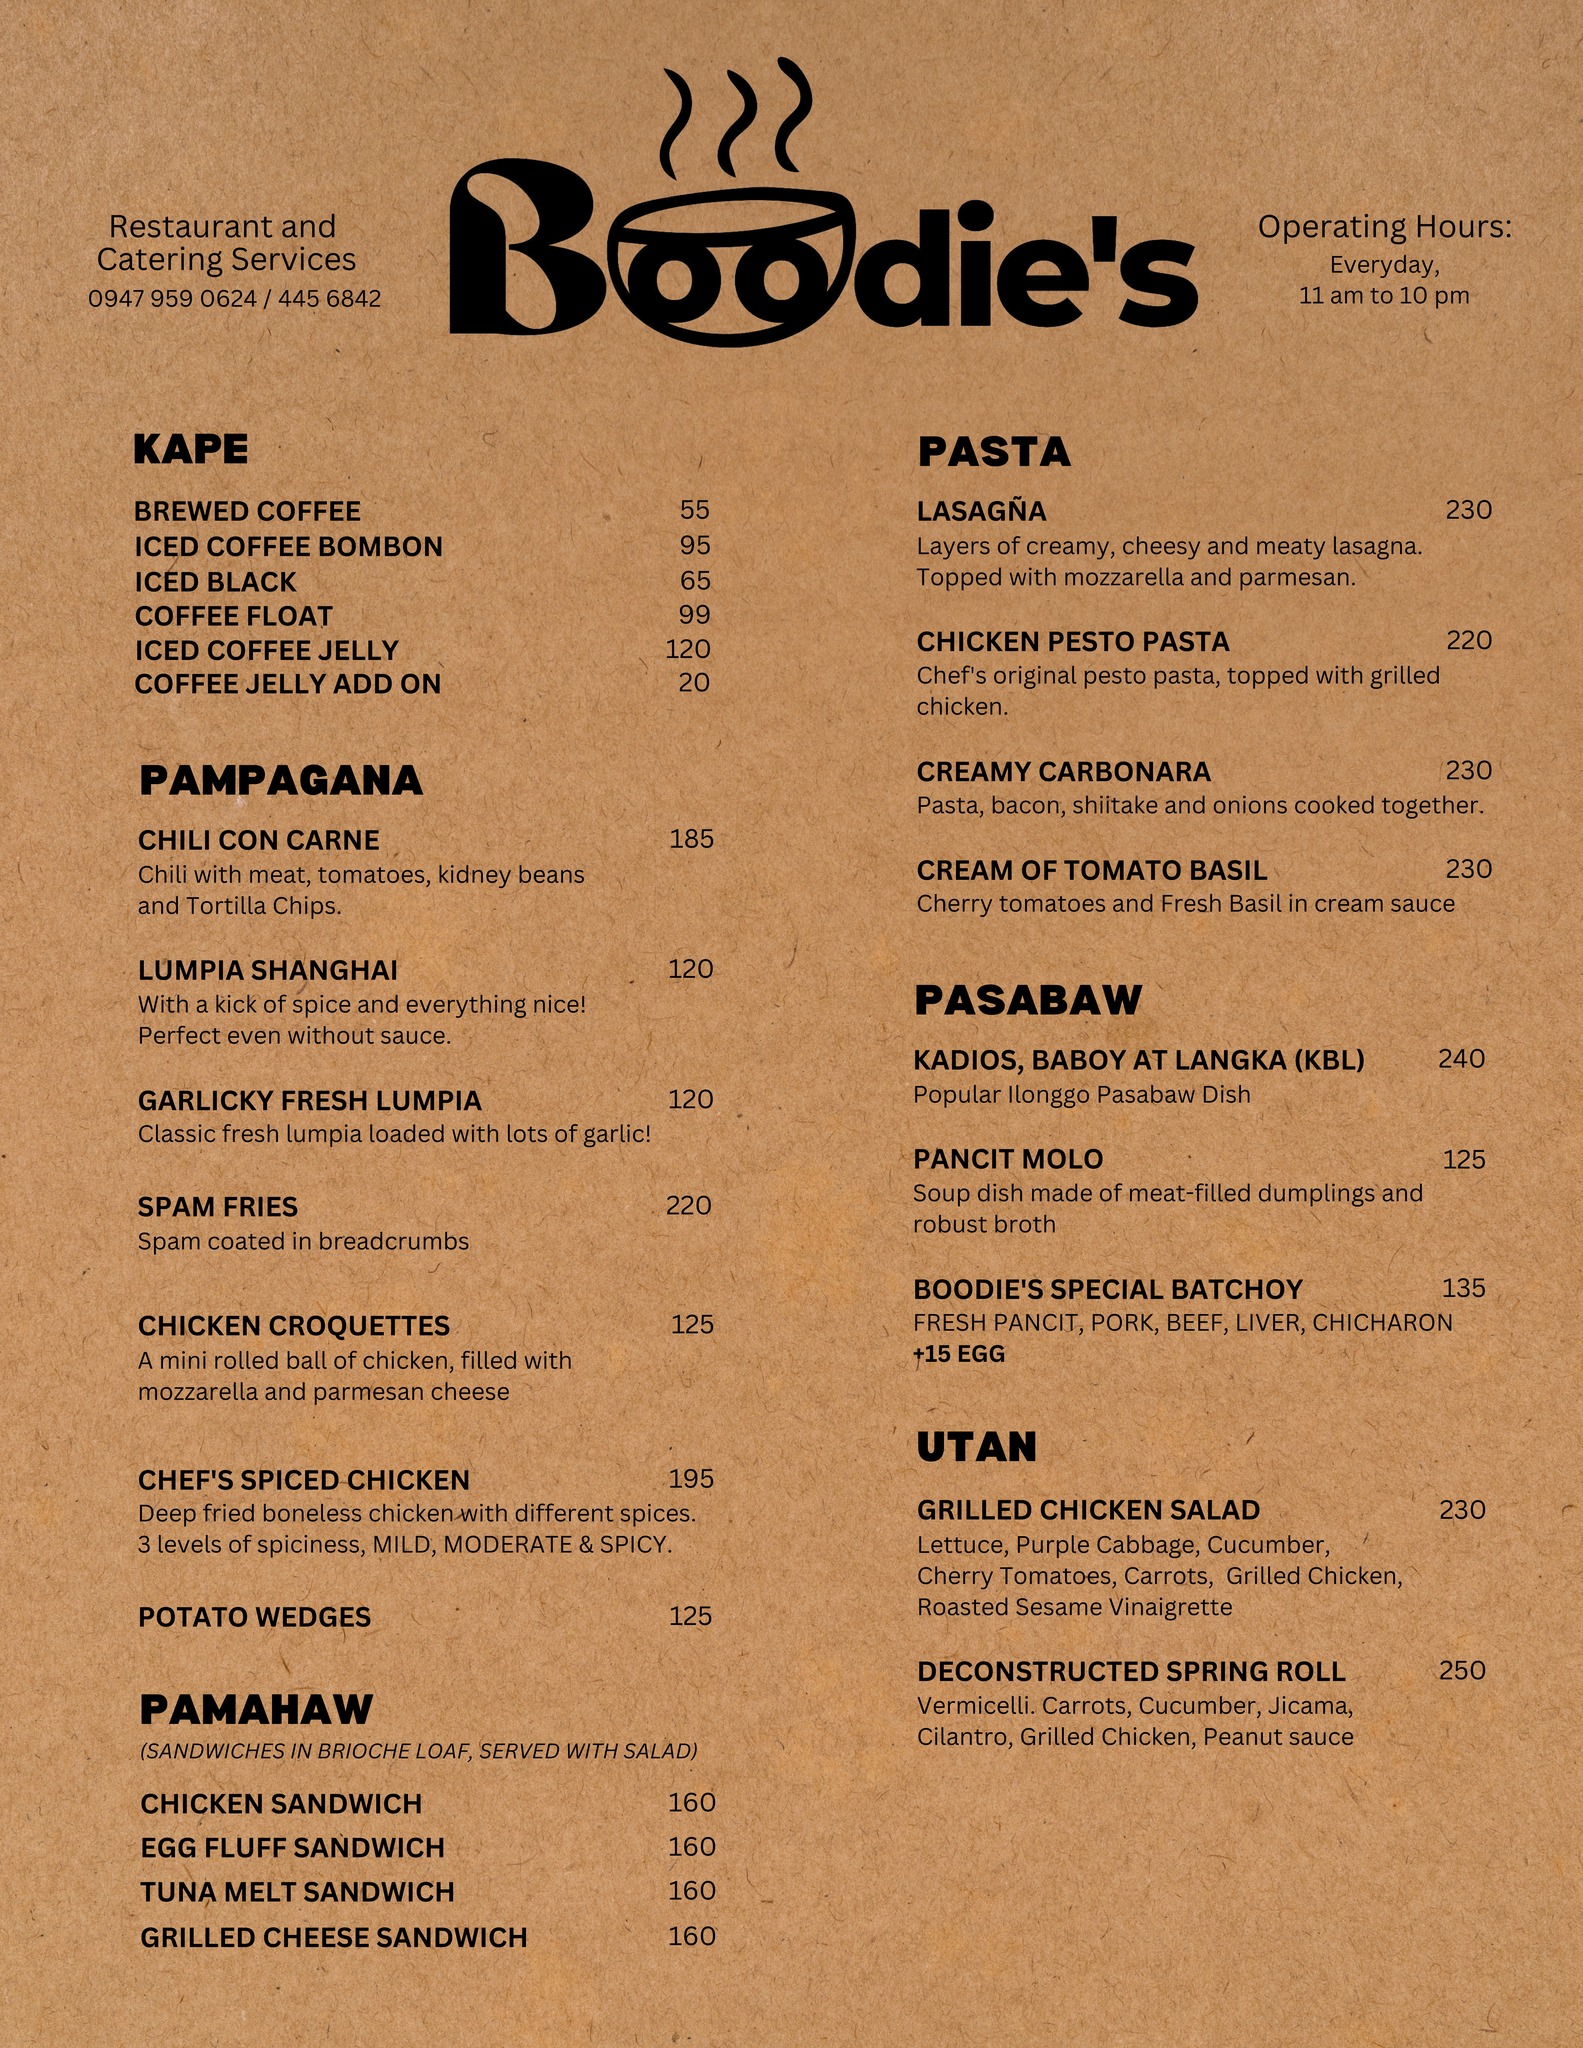 Restaurant and
Catering Services
0947 959 0624 / 445 6842
Boodie's
Operating Hours:
Everyday,
11 am to 10 pm
KAPE
BREWED COFFEE 55
ICED COFFEE BOMBON 95
ICED BLACK 65
COFFEE FLOAT 99
ICED COFFEE JELLY 120
COFFEE JELLY ADD ON 20
PAMPAGANA
CHILI CON CARNE 185
Chili with meat, tomatoes, kidney beans
and Tortilla Chips.
LUMPIA SHANGHAI 120
With a kick of spice and everything nice!
Perfect even without sauce.
GARLICKY FRESH LUMPIA 120
Classic fresh lumpia loaded with lots of garlic!
SPAM FRIES 220
Spam coated in breadcrumbs
CHICKEN CROQUETTES 125
A mini rolled ball of chicken, filled with
mozzarella and parmesan cheese
CHEF'S SPICED CHICKEN 195
Deep fried boneless chicken with different spices.
3 levels of spiciness, MILD, MODERATE & SPICY.
POTATO WEDGES 125
PAMAHAW
(SANDWICHES IN BRIOCHE LOAF, SERVED WITH SALAD)
CHICKEN SANDWICH 160
EGG FLUFF SANDWICH 160
TUNA MELT SANDWICH 160
GRILLED CHEESE SANDWICH 160
PASTA
LASAGÑA 230
Layers of creamy, cheesy and meaty lasagna.
Topped with mozzarella and parmesan.
CHICKEN PESTO PASTA 220
Chef's original pesto pasta, topped with grilled
chicken.
CREAMY CARBONARA 230
Pasta, bacon, shiitake and onions cooked together.
CREAM OF TOMATO BASIL 230
Cherry tomatoes and Fresh Basil in cream sauce
PASABAW
KADIOS, BABOY AT LANGKA (KBL) 240
Popular Ilonggo Pasabaw Dish
PANCIT MOLO 125
Soup dish made of meat-filled dumplings and
robust broth
BOODIE'S SPECIAL BATCHOY 135
FRESH PANCIT, PORK, BEEF, LIVER, CHICHARON
+15 EGG
UTAN
GRILLED CHICKEN SALAD 230
Lettuce, Purple Cabbage, Cucumber,
Cherry Tomatoes, Carrots, Grilled Chicken,
Roasted Sesame Vinaigrette
DECONSTRUCTED SPRING ROLL 250
Vermicelli. Carrots, Cucumber, Jicama,
Cilantro, Grilled Chicken, Peanut sauce